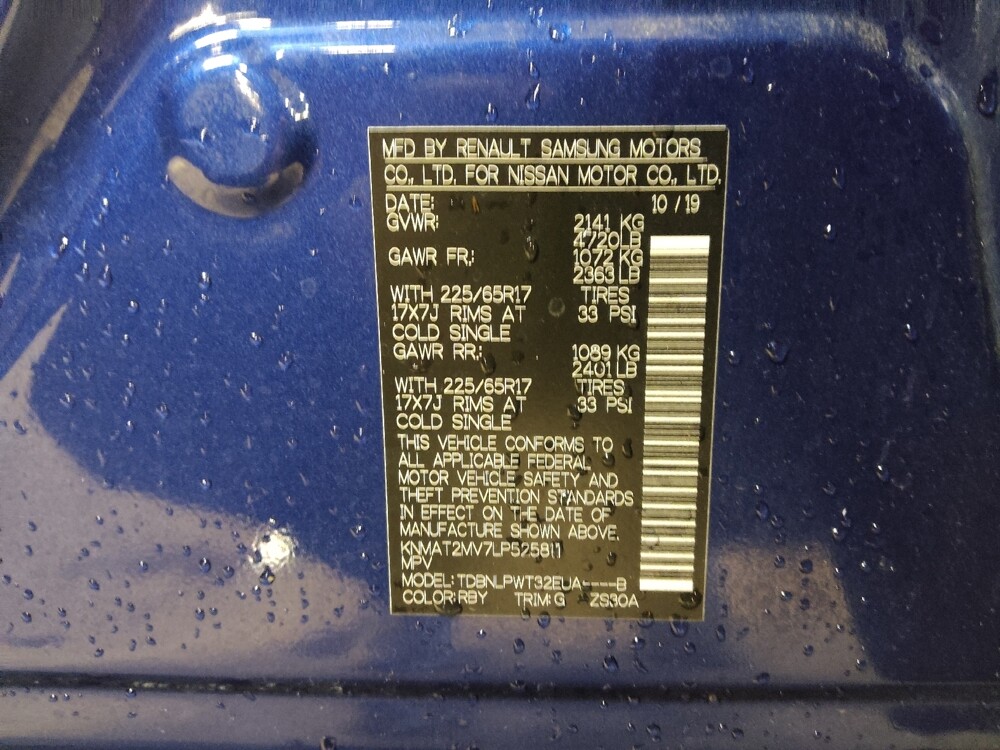 MFD BY RENAULT SAMSUNG MOTORS
CO., LTD. FOR NISSAN MOTOR CO., LTD.
DATE: 10 / 19
GVWR: 2141 KG
4720LB
GAWR FR.: 1072 KG
2363 LB
WITH 225/65R17 TIRES
17X7J RIMS AT 33 PSI
COLD SINGLE
GAWR RR.: 1089 KG
2401 LB
WITH 225/65R17 TIRES
17X7J RIMS AT 33 PSI
COLD SINGLE
THIS VEHICLE CONFORMS TO
ALL APPLICABLE FEDERAL
MOTOR VEHICLE SAFETY AND
THEFT PREVENTION STANDARDS
IN EFFECT ON THE DATE OF
MANUFACTURE SHOWN ABOVE.
KNMAT2MV7LP525811
MPV
MODEL: TDBNLPWT32EUA----B
COLOR: RBY TRIM: G ZS30A